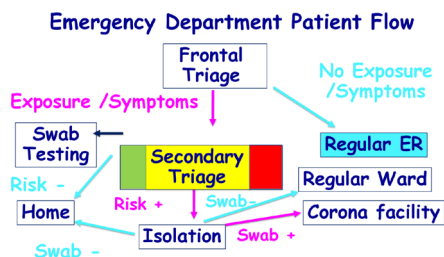 Emergency Department Patient Flow
Frontal
Triage
No Exposure
/Symptoms
Exposure /Symptoms
Swab
Testing
Regular ER
Secondary
Triage
Regular Ward
Risk -
Risk +
Swab-
Home
Corona facility
Isolation
Swab +
Swab -